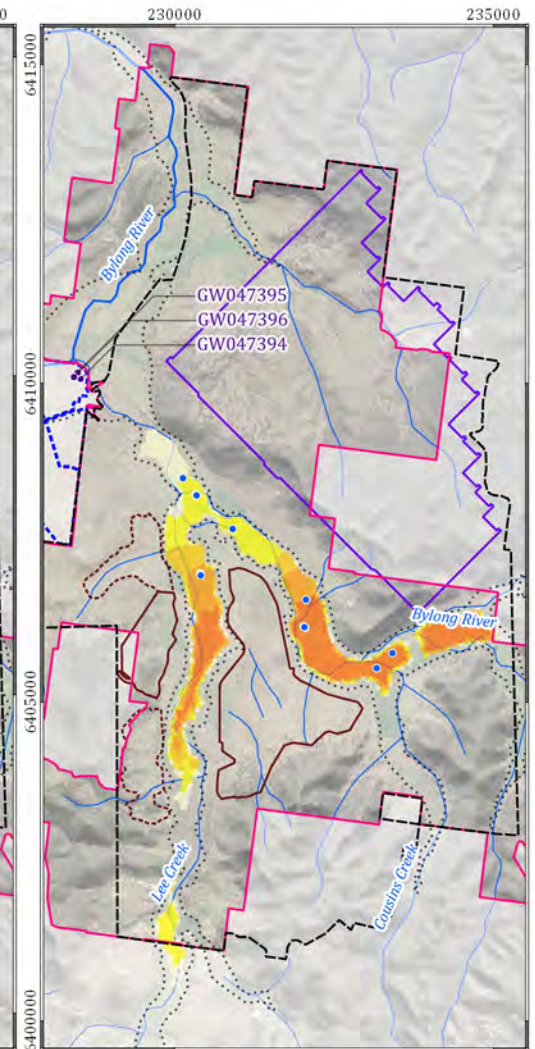 230000
235000
6415000
Bylong River
GW047395
GW047396
GW047394
6410000
Bylong River
6405000
Lee Creek
Cousins Creek
6400000